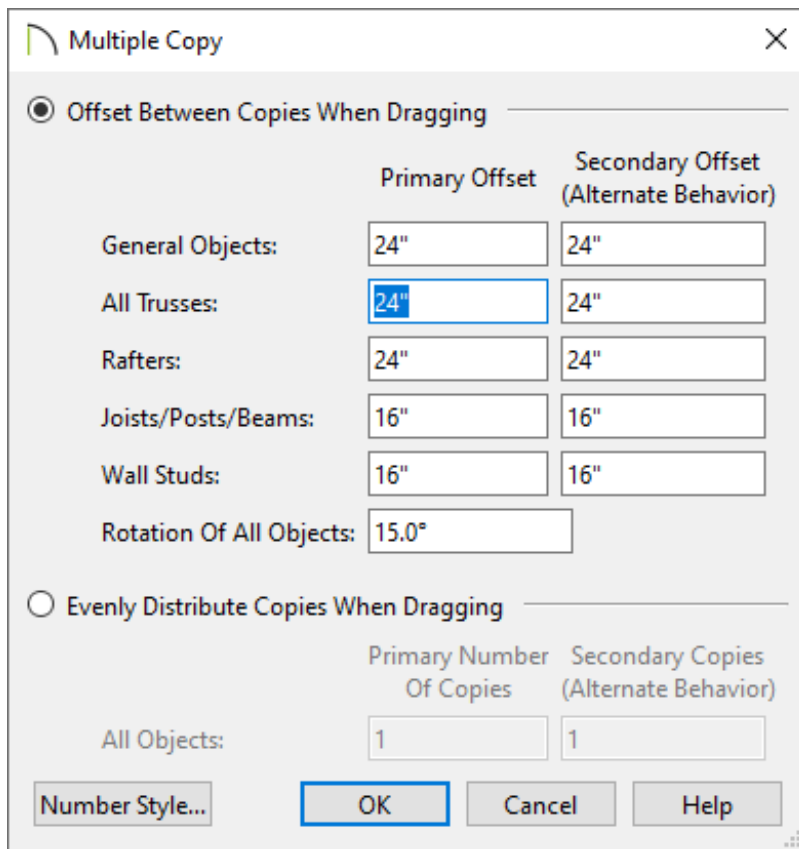 Multiple Copy
Offset Between Copies When Dragging
Primary Offset
Secondary Offset
(Alternate Behavior)
General Objects: 24" 24"
All Trusses: 24" 24"
Rafters: 24" 24"
Joists/Posts/Beams: 16" 16"
Wall Studs: 16" 16"
Rotation Of All Objects: 15.0°
Evenly Distribute Copies When Dragging
Primary Number
Of Copies
Secondary Copies
(Alternate Behavior)
All Objects: 1 1
Number Style... OK Cancel Help